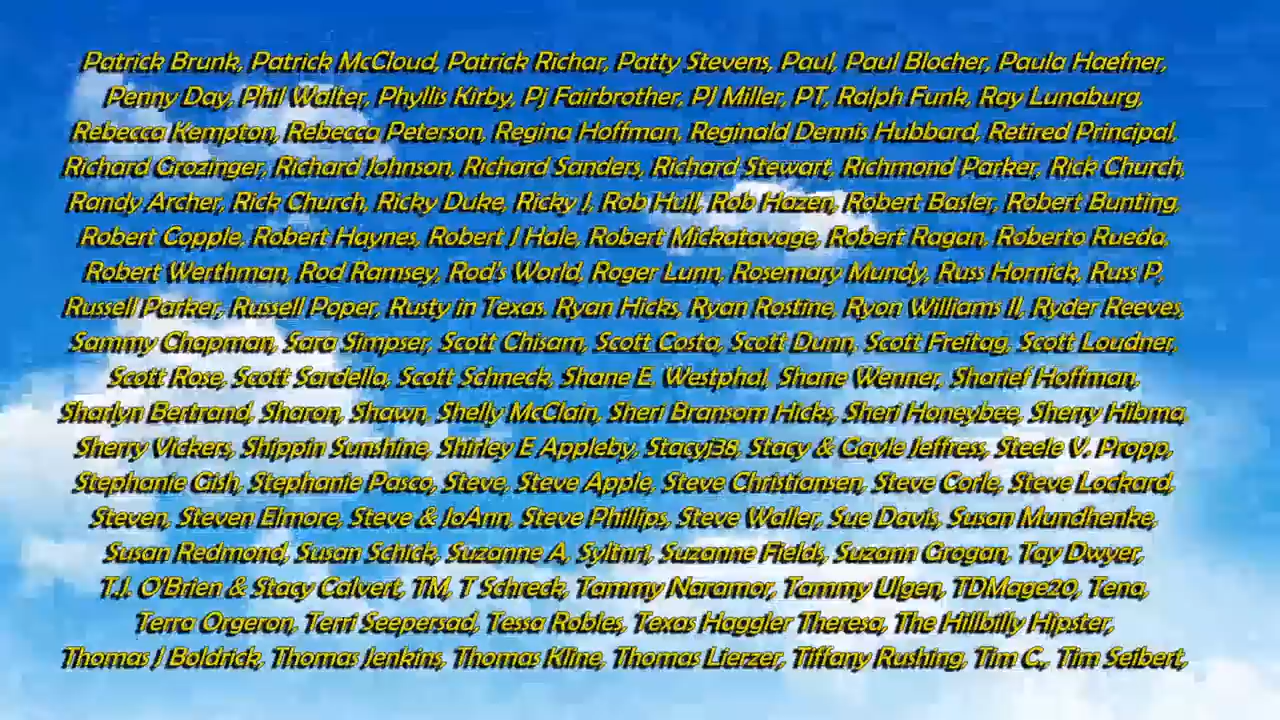 Patrick Brunk, Patrick McCloud, Patrick Richar, Patty Stevens, Paul, Paul Blocher, Paula Haefner,
Penny Day, Phil Walter, Phyllis Kirby, Pj Fairbrother, PJ Miller, PT, Ralph Funk, Ray Lunaburg,
Rebecca Kempton, Rebecca Peterson, Regina Hoffman, Reginald Dennis Hubbard, Retired Principal,
Richard Grozinger, Richard Johnson, Richard Sanders, Richard Stewart, Richmond Parker, Rick Church,
Randy Archer, Rick Church, Ricky Duke, Ricky J, Rob Hull, Rob Hazen, Robert Basler, Robert Bunting,
Robert Copple, Robert Haynes, Robert J Hale, Robert Mickatavage, Robert Ragan, Roberto Rueda,
Robert Werthman, Rod Ramsey, Rod's World, Roger Lunn, Rosemary Mundy, Russ Hornick, Russ P,
Russell Parker, Russell Poper, Rusty in Texas. Ryan Hicks, Ryan Rostine, Ryon Williams II, Ryder Reeves,
Sammy Chapman, Sara Simpser, Scott Chisam, Scott Costa, Scott Dunn, Scott Freitag, Scott Loudner,
Scott Rose, Scott Sardella, Scott Schneck, Shane E. Westphal, Shane Wenner, Sharief Hoffman,
Sharlyn Bertrand, Sharon, Shawn, Shelly McClain, Sheri Bransom Hicks, Sheri Honeybee, Sherry Hibma,
Sherry Vickers, Shippin Sunshine, Shirley E Appleby, Stacyj38, Stacy & Gayle Jeffress, Steele V. Propp,
Stephanie Gish, Stephanie Pasco, Steve, Steve Apple, Steve Christiansen, Steve Corle, Steve Lockard,
Steven, Steven Elmore, Steve & JoAnn, Steve Phillips, Steve Waller, Sue Davis, Susan Mundhenke,
Susan Redmond, Susan Schick, Suzanne A, Syltnri, Suzanne Fields, Suzann Grogan, Tay Dwyer,
T.J. O'Brien & Stacy Calvert, TM, T Schreck, Tammy Naramor, Tammy Ulgen, TDMage20, Tena,
Terra Orgeron, Terri Seepersad, Tessa Robles, Texas Haggler Theresa, The Hillbilly Hipster,
Thomas J Boldrick, Thomas Jenkins, Thomas Kline, Thomas Lierzer, Tiffany Rushing, Tim C., Tim Seibert,